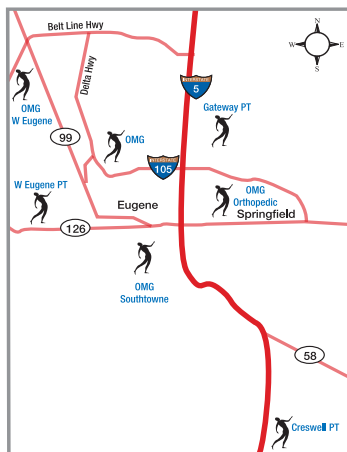 Belt Line Hwy
N
W E
S
Delta Hwy
INTERSTATE
5
OMG
W Eugene
Gateway PT
99
OMG
INTERSTATE
105
W Eugene PT
OMG
Orthopedic
Eugene
Springfield
126
OMG
Southtowne
58
Creswell PT